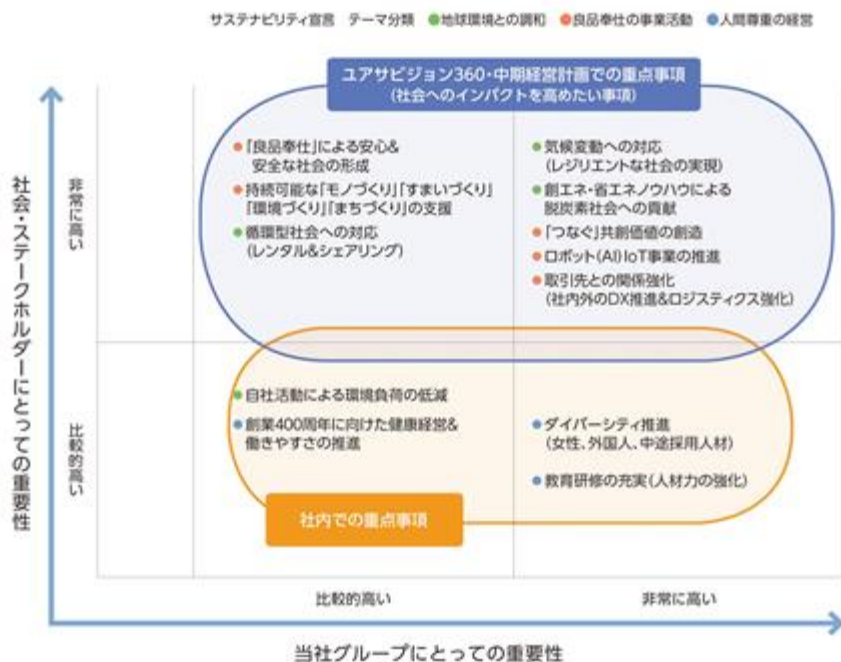 サステナビリティ宣言 テーマ分類 ●地球環境との調和 ●良品奉仕の事業活動 ●人間尊重の経営
ユアサビジョン360・中期経営計画での重点事項
(社会へのインパクトを高めたい事項)
社会・ステークホルダーにとっての重要性
非常に高い
●「良品奉仕」による安心&
安全な社会の形成
●持続可能な「モノづくり」「すまいづくり」
「環境づくり」「まちづくり」の支援
●循環型社会への対応
(レンタル&シェアリング)
●気候変動への対応
(レジリエントな社会の実現)
●創エネ・省エネノウハウによる
脱炭素社会への貢献
●「つなぐ」共創価値の創造
●ロボット(AI)IoT事業の推進
●取引先との関係強化
(社内外のDX推進&ロジスティクス強化)
比較的高い
●自社活動による環境負荷の低減
●創業400周年に向けた健康経営&
働きやすさの推進
●ダイバーシティ推進
(女性、外国人、中途採用人材)
●教育研修の充実(人材力の強化)
社内での重点事項
比較的高い
非常に高い
当社グループにとっての重要性